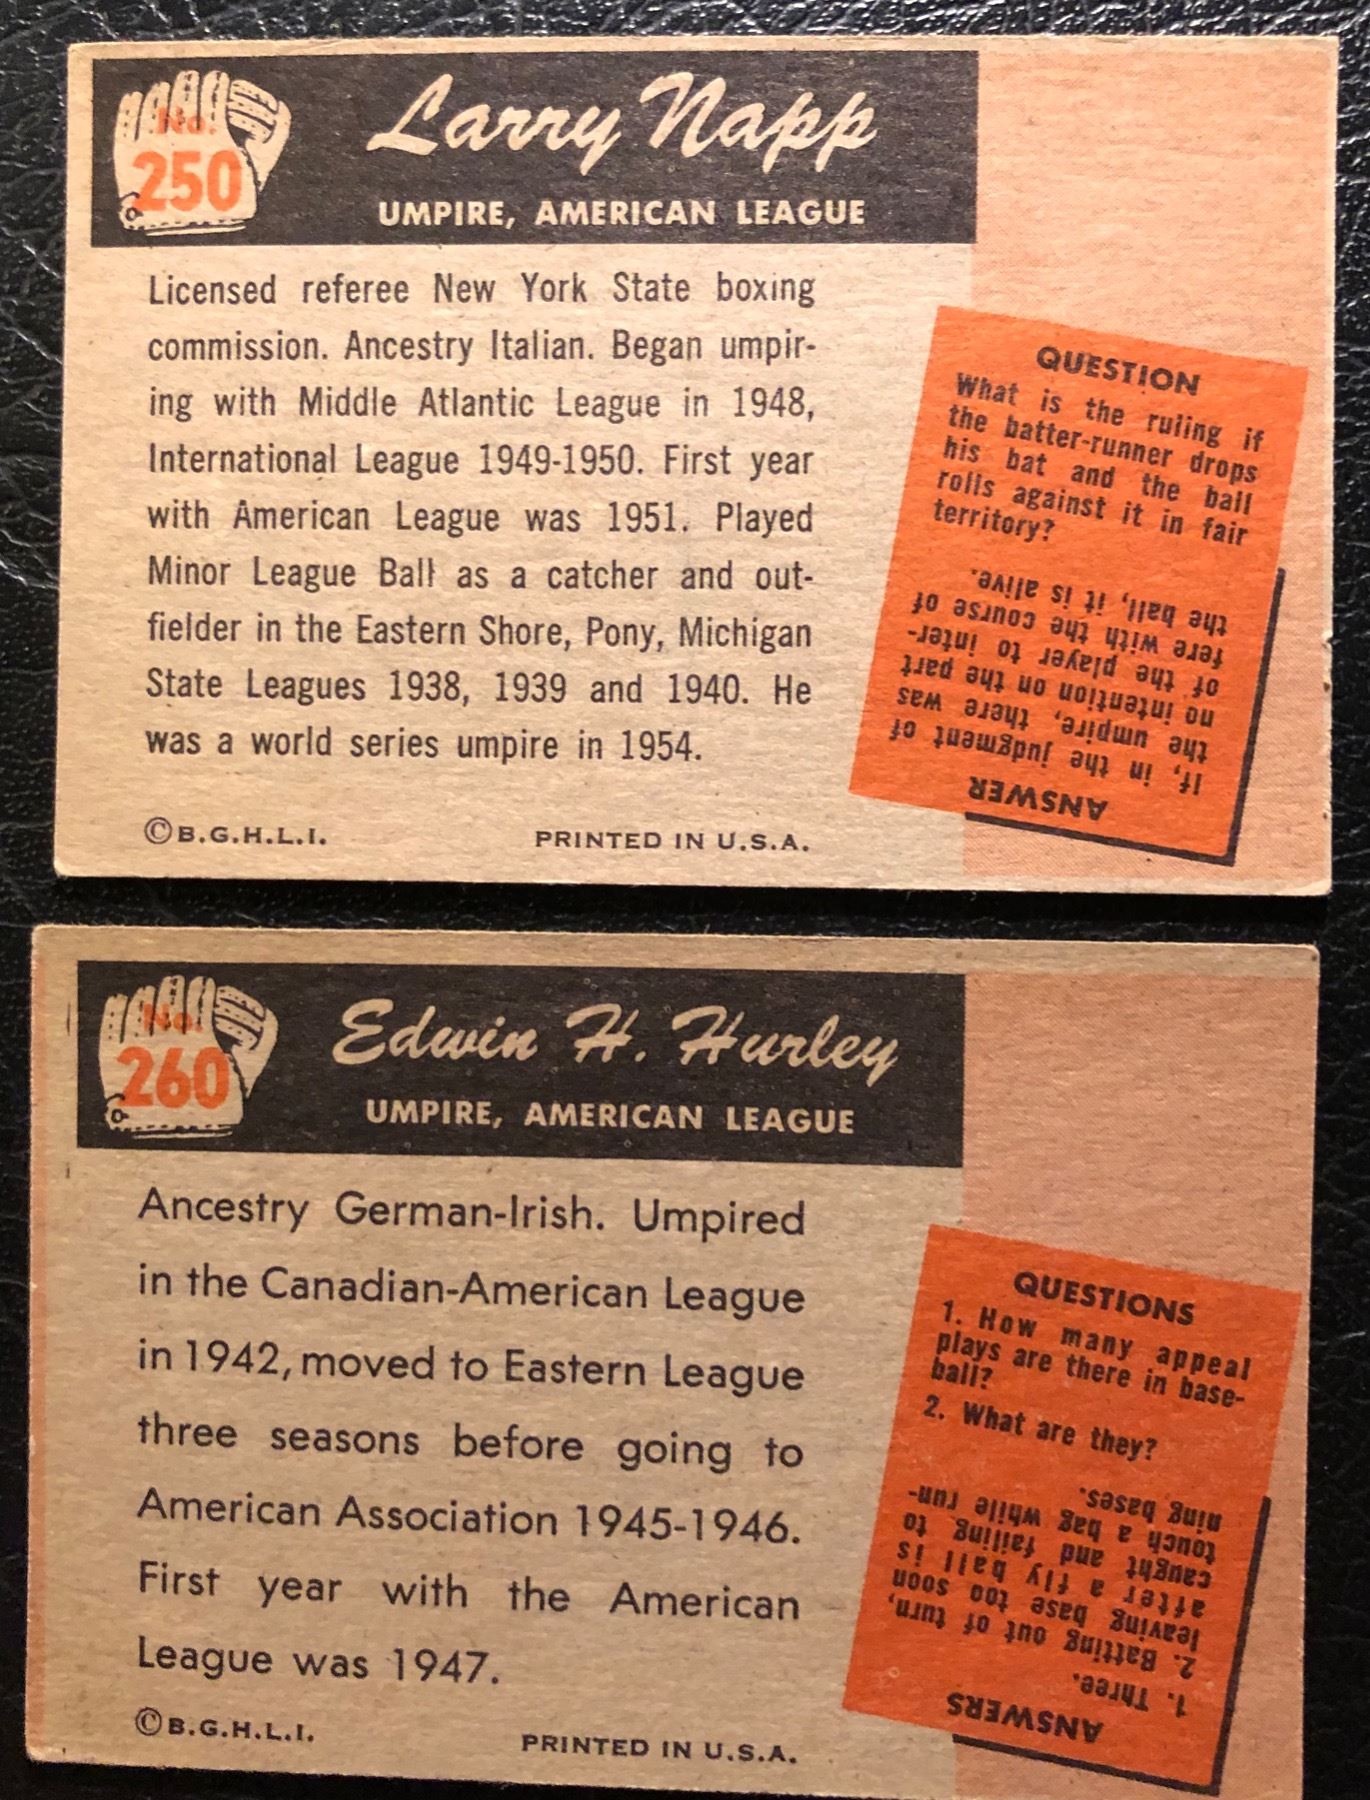 No.
250
Larry Napp
UMPIRE, AMERICAN LEAGUE
Licensed referee New York State boxing
commission. Ancestry Italian. Began umpir-
ing with Middle Atlantic League in 1948,
International League 1949-1950. First year
with American League was 1951. Played
Minor League Ball as a catcher and out-
fielder in the Eastern Shore, Pony, Michigan
State Leagues 1938, 1939 and 1940. He
was a world series umpire in 1954.
©B.G.H.L.I.
PRINTED IN U.S.A.
QUESTION
What is the ruling if
the batter-runner drops
his bat and the ball
rolls against it in fair
territory?
ANSWER
If, in the judgment of
the umpire, there was
no intention on the part
of the player to inter-
fere with the course of
the ball, it is alive.
No.
260
Edwin H. Hurley
UMPIRE, AMERICAN LEAGUE
Ancestry German-Irish. Umpired
in the Canadian-American League
in 1942, moved to Eastern League
three seasons before going to
American Association 1945-1946.
First year with the American
League was 1947.
©B.G.H.L.I.
PRINTED IN U.S.A.
QUESTIONS
1. How many appeal
plays are there in base-
ball?
2. What are they?
ANSWERS
1. Three.
2. Batting out of turn,
leaving base too soon
after a fly ball is
caught and failing to
touch a bag while run-
ning bases.